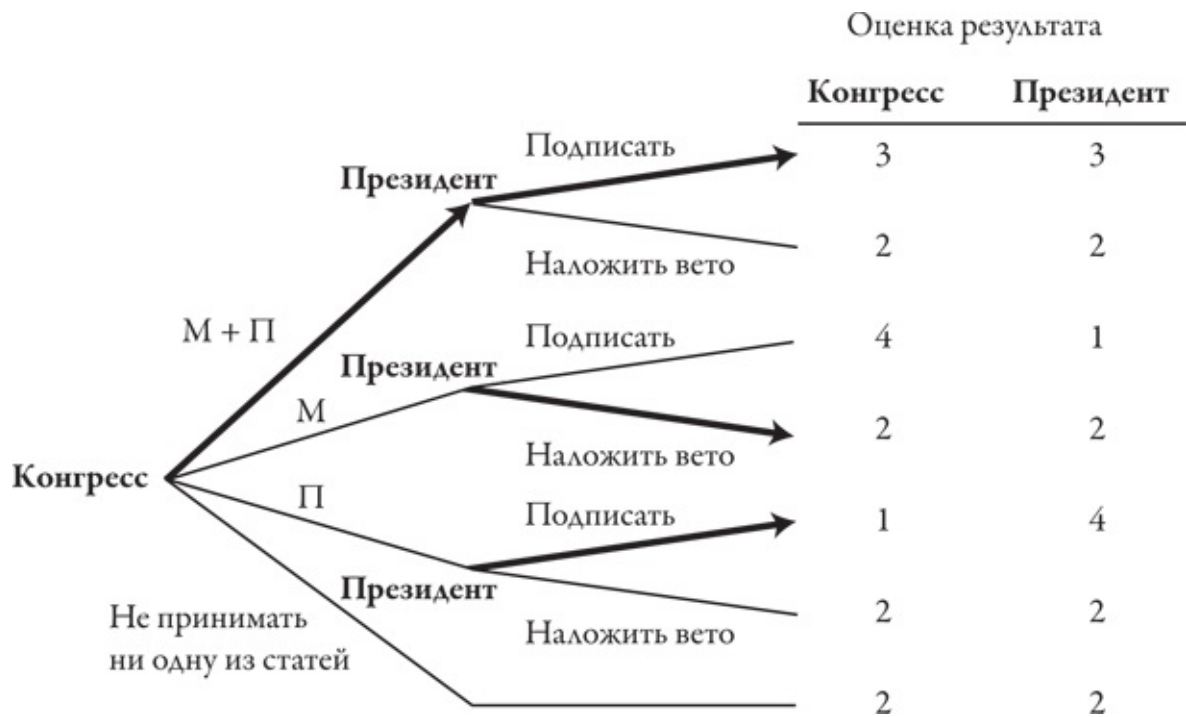 Оценка результата
Конгресс Президент
Подписать 3 3
Президент
Наложить вето 2 2
М + П
Подписать 4 1
Президент
М
Наложить вето 2 2
Конгресс
П
Подписать 1 4
Президент
Наложить вето 2 2
Не принимать
ни одну из статей
2 2